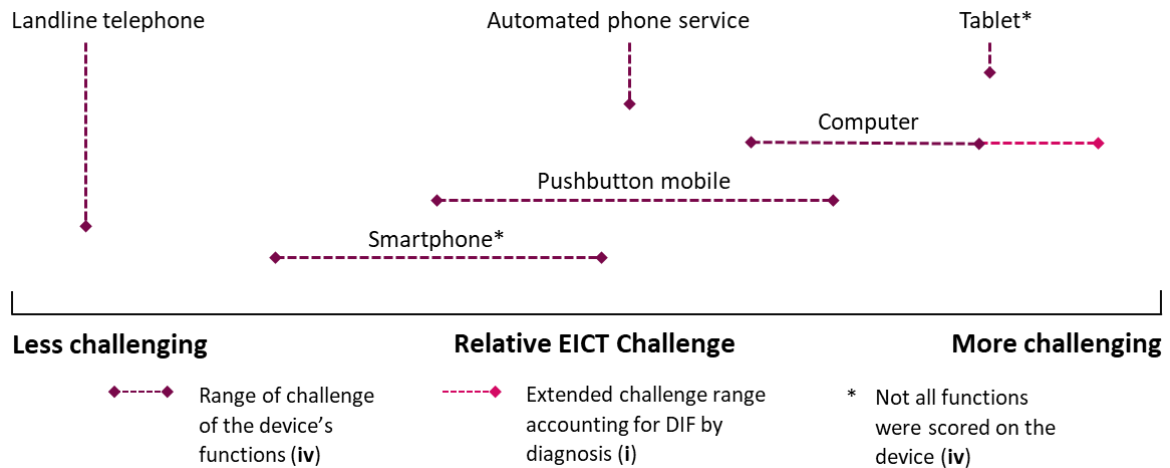 Landline telephone
Automated phone service
Tablet*
Computer
Pushbutton mobile
Smartphone*
Less challenging
Relative EICT Challenge
More challenging
Range of challenge
of the device's
functions (iv)
Extended challenge range
accounting for DIF by
diagnosis (i)
* Not all functions
were scored on the
device (iv)